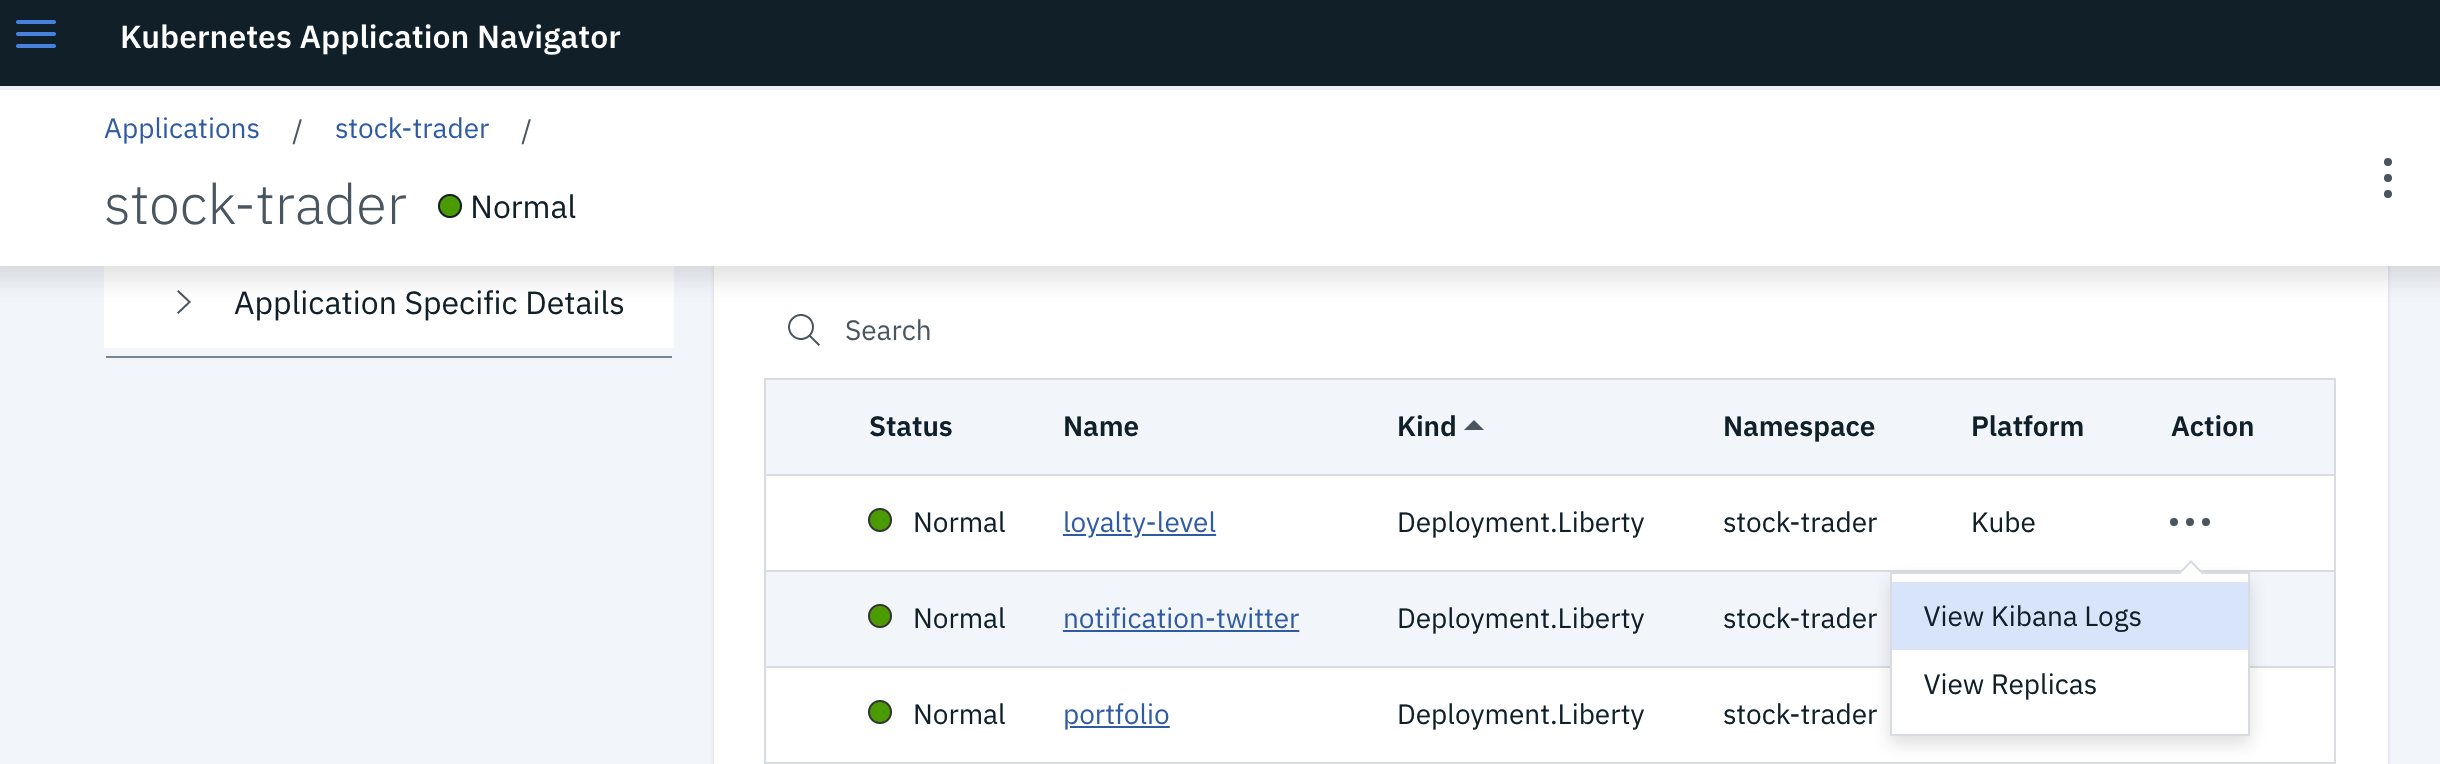 Kubernetes Application Navigator
Applications / stock-trader /
stock-trader Normal
Application Specific Details
Search
Status Name Kind Namespace Platform Action
Normal loyalty-level Deployment.Liberty stock-trader Kube
Normal notification-twitter Deployment.Liberty stock-trader
View Kibana Logs
View Replicas
Normal portfolio Deployment.Liberty stock-trader